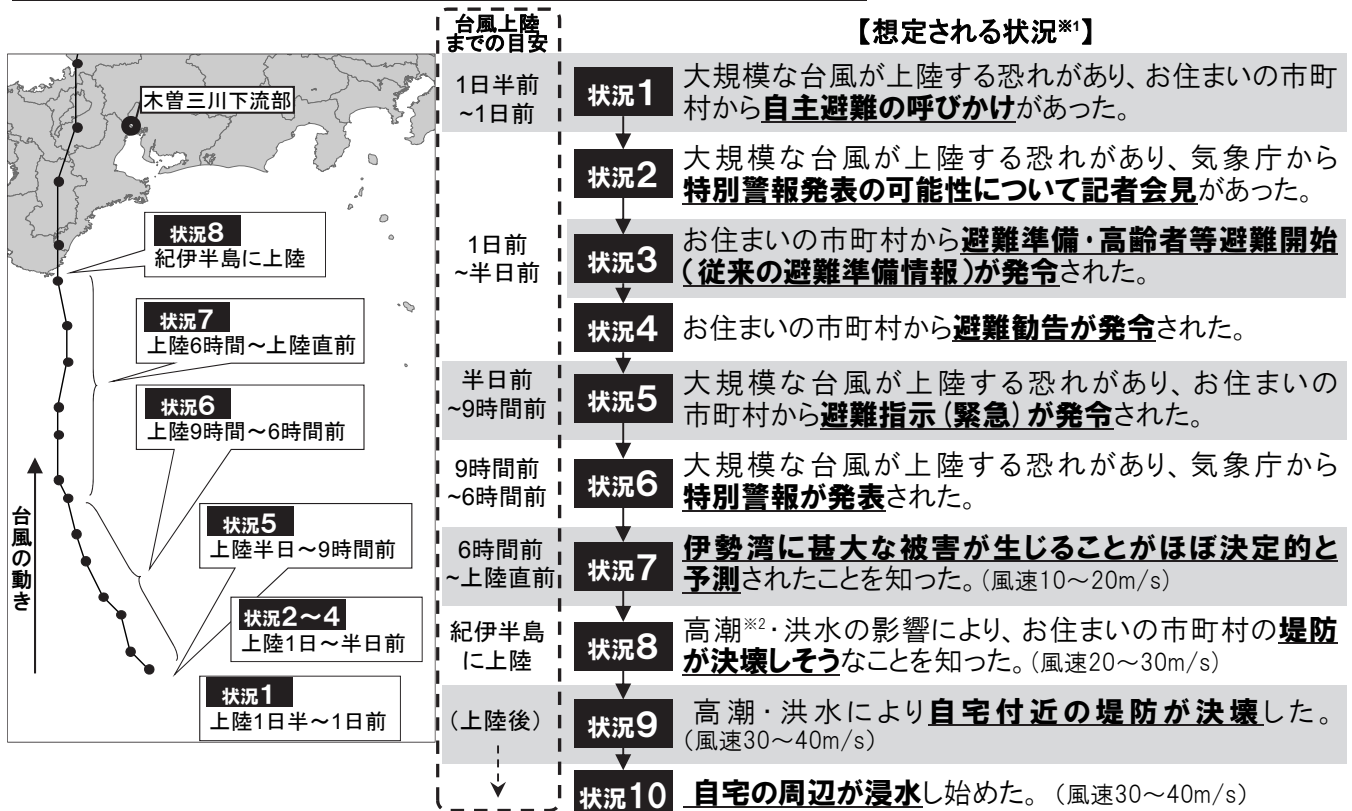 木曽三川下流部
状況8
紀伊半島に上陸
状況7
上陸6時間～上陸直前
状況6
上陸9時間～6時間前
状況5
上陸半日～9時間前
状況2～4
上陸1日～半日前
状況1
上陸1日半～1日前
台風の動き
台風上陸
までの目安
1日半前
~1日前
1日前
~半日前
半日前
~9時間前
9時間前
~6時間前
6時間前
~上陸直前
紀伊半島
に上陸
(上陸後)
【想定される状況※1】
状況1
大規模な台風が上陸する恐れがあり、お住まいの市町
村から自主避難の呼びかけがあった。
状況2
大規模な台風が上陸する恐れがあり、気象庁から
特別警報発表の可能性について記者会見があった。
状況3
お住まいの市町村から避難準備・高齢者等避難開始
（従来の避難準備情報）が発令された。
状況4
お住まいの市町村から避難勧告が発令された。
状況5
大規模な台風が上陸する恐れがあり、お住まいの
市町村から避難指示（緊急）が発令された。
状況6
大規模な台風が上陸する恐れがあり、気象庁から
特別警報が発表された。
状況7
伊勢湾に甚大な被害が生じることがほぼ決定的と
予測されたことを知った。（風速10～20m/s）
状況8
高潮※2・洪水の影響により、お住まいの市町村の堤防
が決壊しそうなことを知った。（風速20～30m/s）
状況9
高潮・洪水により自宅付近の堤防が決壊した。
（風速30～40m/s）
状況10
自宅の周辺が浸水し始めた。（風速30～40m/s）